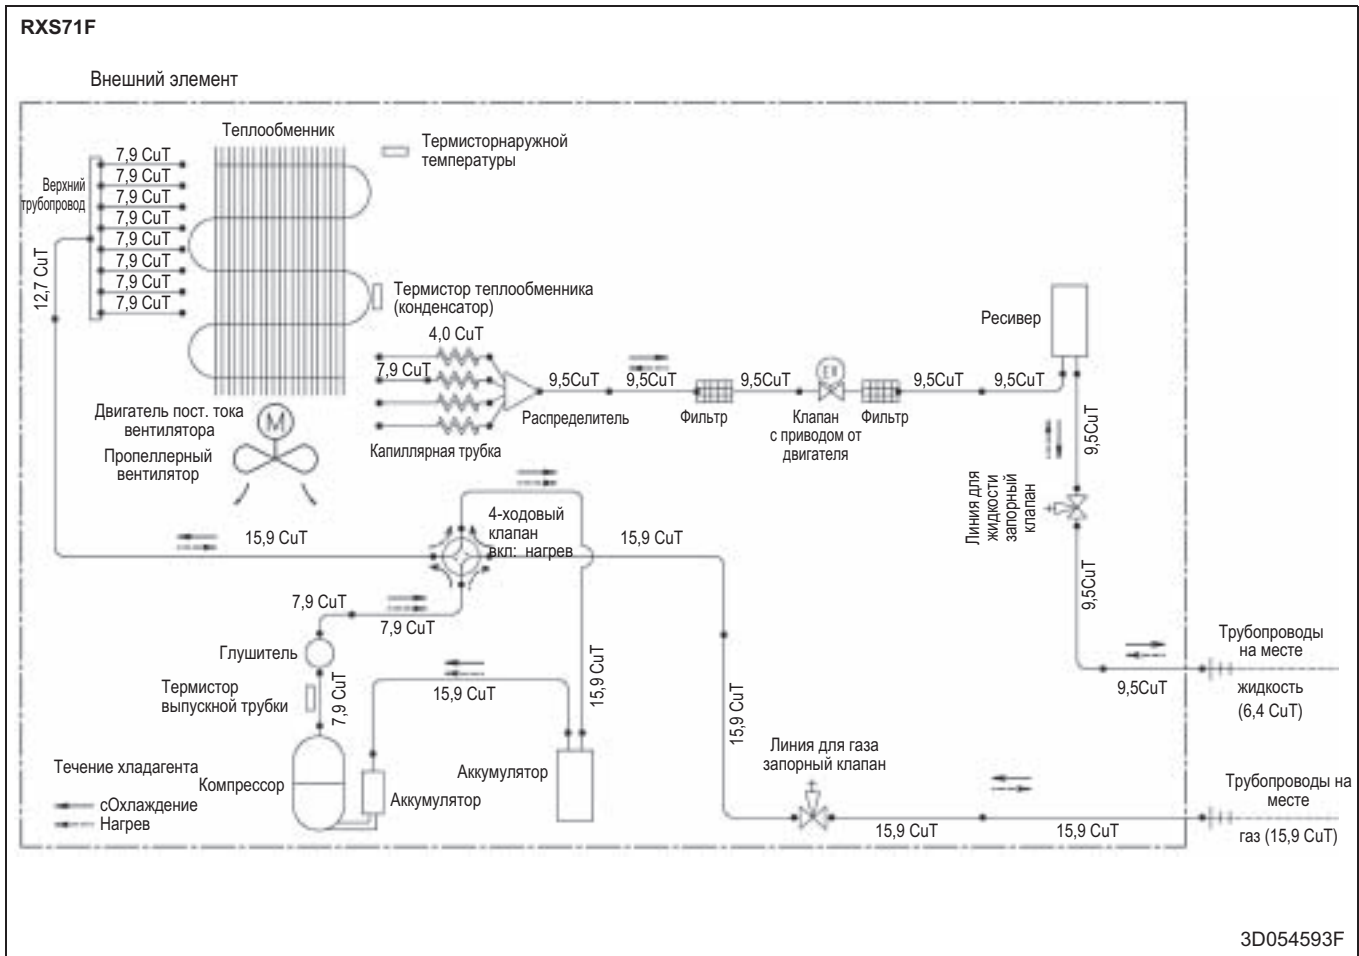 RXS71F
Внешний элемент
Теплообменник
Термисторнаружной
температуры
7,9 CuT
7,9 CuT
7,9 CuT
7,9 CuT
7,9 CuT
7,9 CuT
7,9 CuT
7,9 CuT
Верхний
трубопровод
12,7 CuT
Термистор теплообменника
(конденсатор)
4,0 CuT
7,9 CuT
Капиллярная трубка
Распределитель
9,5CuT
9,5CuT
Фильтр
9,5CuT
EV
Клапан
с приводом от
двигателя
Фильтр
9,5CuT
9,5CuT
Ресивер
9,5CuT
Линия для
жидкости
запорный
клапан
9,5CuT
Двигатель пост. тока
вентилятора
M
Пропеллерный
вентилятор
15,9 CuT
4-ходовый
клапан
вкл: нагрев
15,9 CuT
7,9 CuT
7,9 CuT
Глушитель
Термистор
выпускной трубки
7,9 CuT
15,9 CuT
15,9 CuT
15,9 CuT
Трубопроводы
на месте
9,5CuT
жидкость
(6,4 CuT)
Течение хладагента
Компрессор
сОхлаждение
Нагрев
Аккумулятор
Аккумулятор
Линия для газа
запорный клапан
15,9 CuT
15,9 CuT
Трубопроводы на
месте
газ (15,9 CuT)
3D054593F